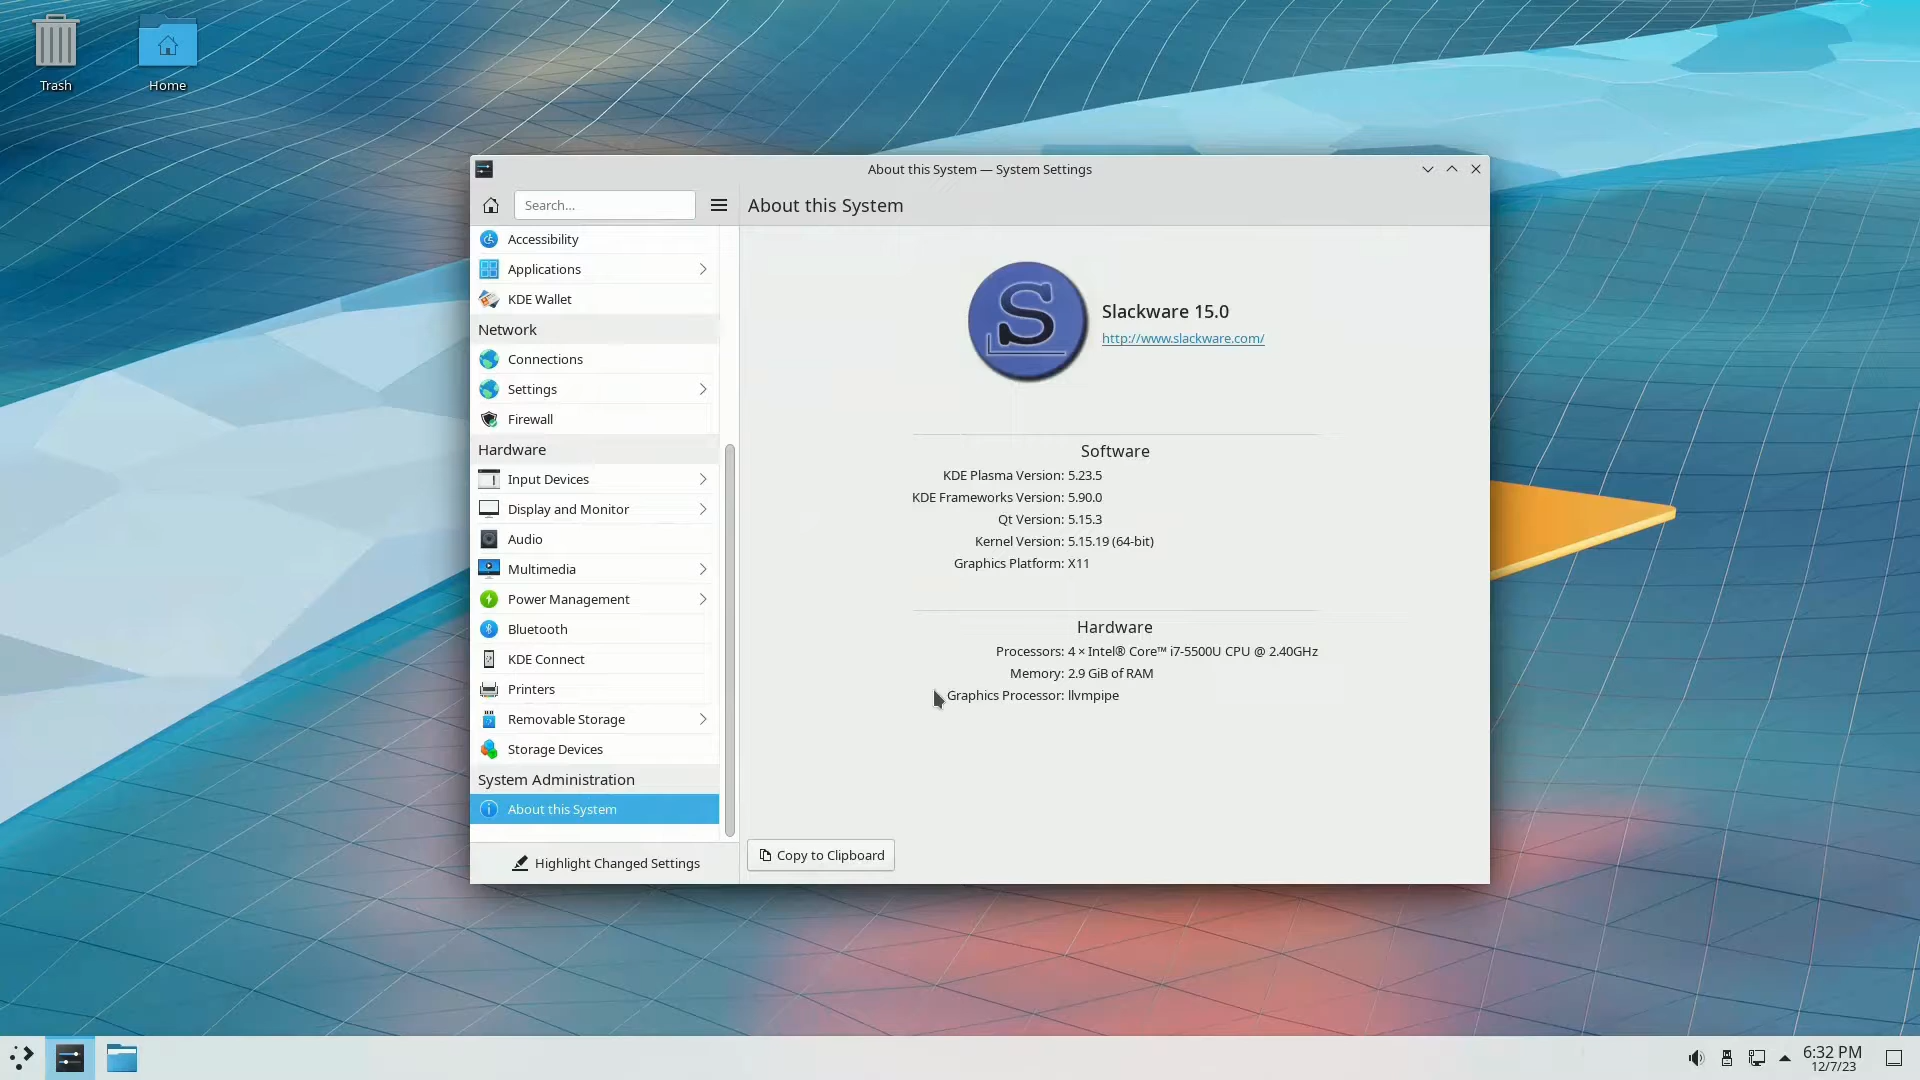 Trash
Home
About this System — System Settings
Search...
About this System
Accessibility
Applications
KDE Wallet
Network
Connections
Settings
Firewall
Hardware
Input Devices
Display and Monitor
Audio
Multimedia
Power Management
Bluetooth
KDE Connect
Printers
Removable Storage
Storage Devices
System Administration
About this System
Highlight Changed Settings
S
Slackware 15.0
http://www.slackware.com/
Software
KDE Plasma Version: 5.23.5
KDE Frameworks Version: 5.90.0
Qt Version: 5.15.3
Kernel Version: 5.15.19 (64-bit)
Graphics Platform: X11
Hardware
Processors: 4 × Intel® Core™ i7-5500U CPU @ 2.40GHz
Memory: 2.9 GiB of RAM
Graphics Processor: llvmpipe
Copy to Clipboard
6:32 PM
12/7/23